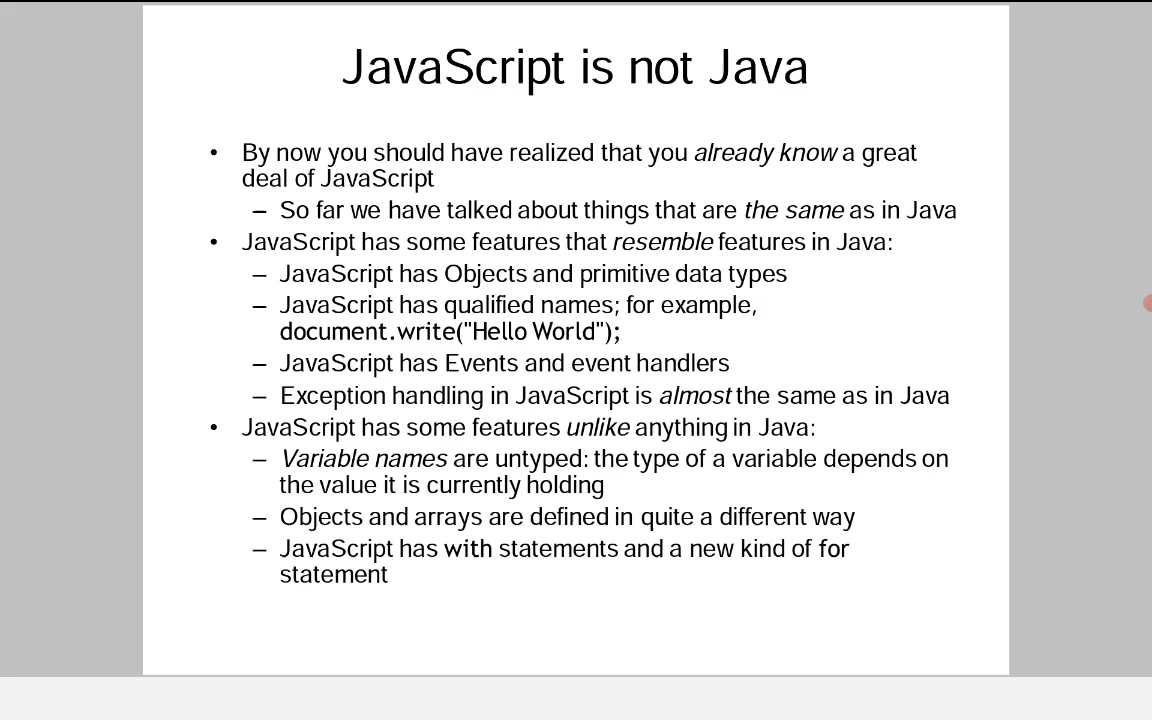 JavaScript is not Java
• By now you should have realized that you already know a great
deal of JavaScript
– So far we have talked about things that are the same as in Java
• JavaScript has some features that resemble features in Java:
– JavaScript has Objects and primitive data types
– JavaScript has qualified names; for example,
document.write("Hello World");
– JavaScript has Events and event handlers
– Exception handling in JavaScript is almost the same as in Java
• JavaScript has some features unlike anything in Java:
– Variable names are untyped: the type of a variable depends on
the value it is currently holding
– Objects and arrays are defined in quite a different way
– JavaScript has with statements and a new kind of for
statement